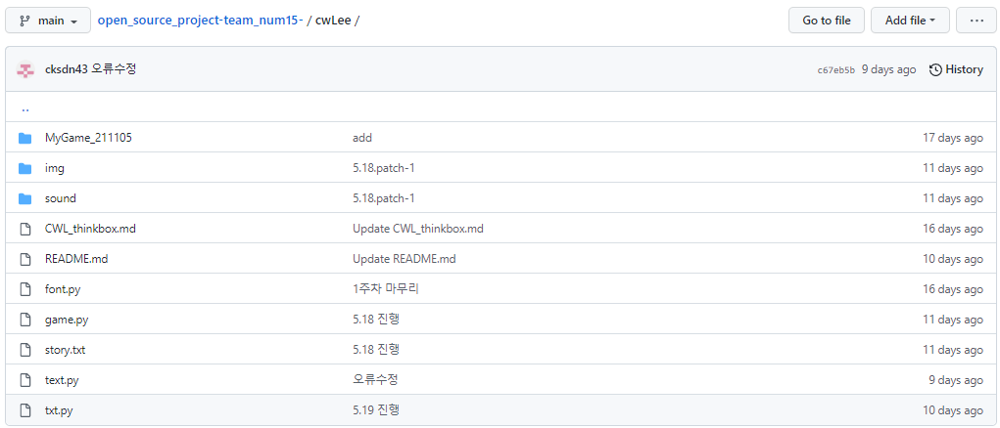 main open_source_project-team_num15- / cwLee / Go to file Add file ...
cksdn43 오류수정 c67eb5b 9 days ago History
..
MyGame_211105 add 17 days ago
img 5.18.patch-1 11 days ago
sound 5.18.patch-1 11 days ago
CWL_thinkbox.md Update CWL_thinkbox.md 16 days ago
README.md Update README.md 10 days ago
font.py 1주차 마무리 16 days ago
game.py 5.18 진행 11 days ago
story.txt 5.18 진행 11 days ago
text.py 오류수정 9 days ago
txt.py 5.19 진행 10 days ago